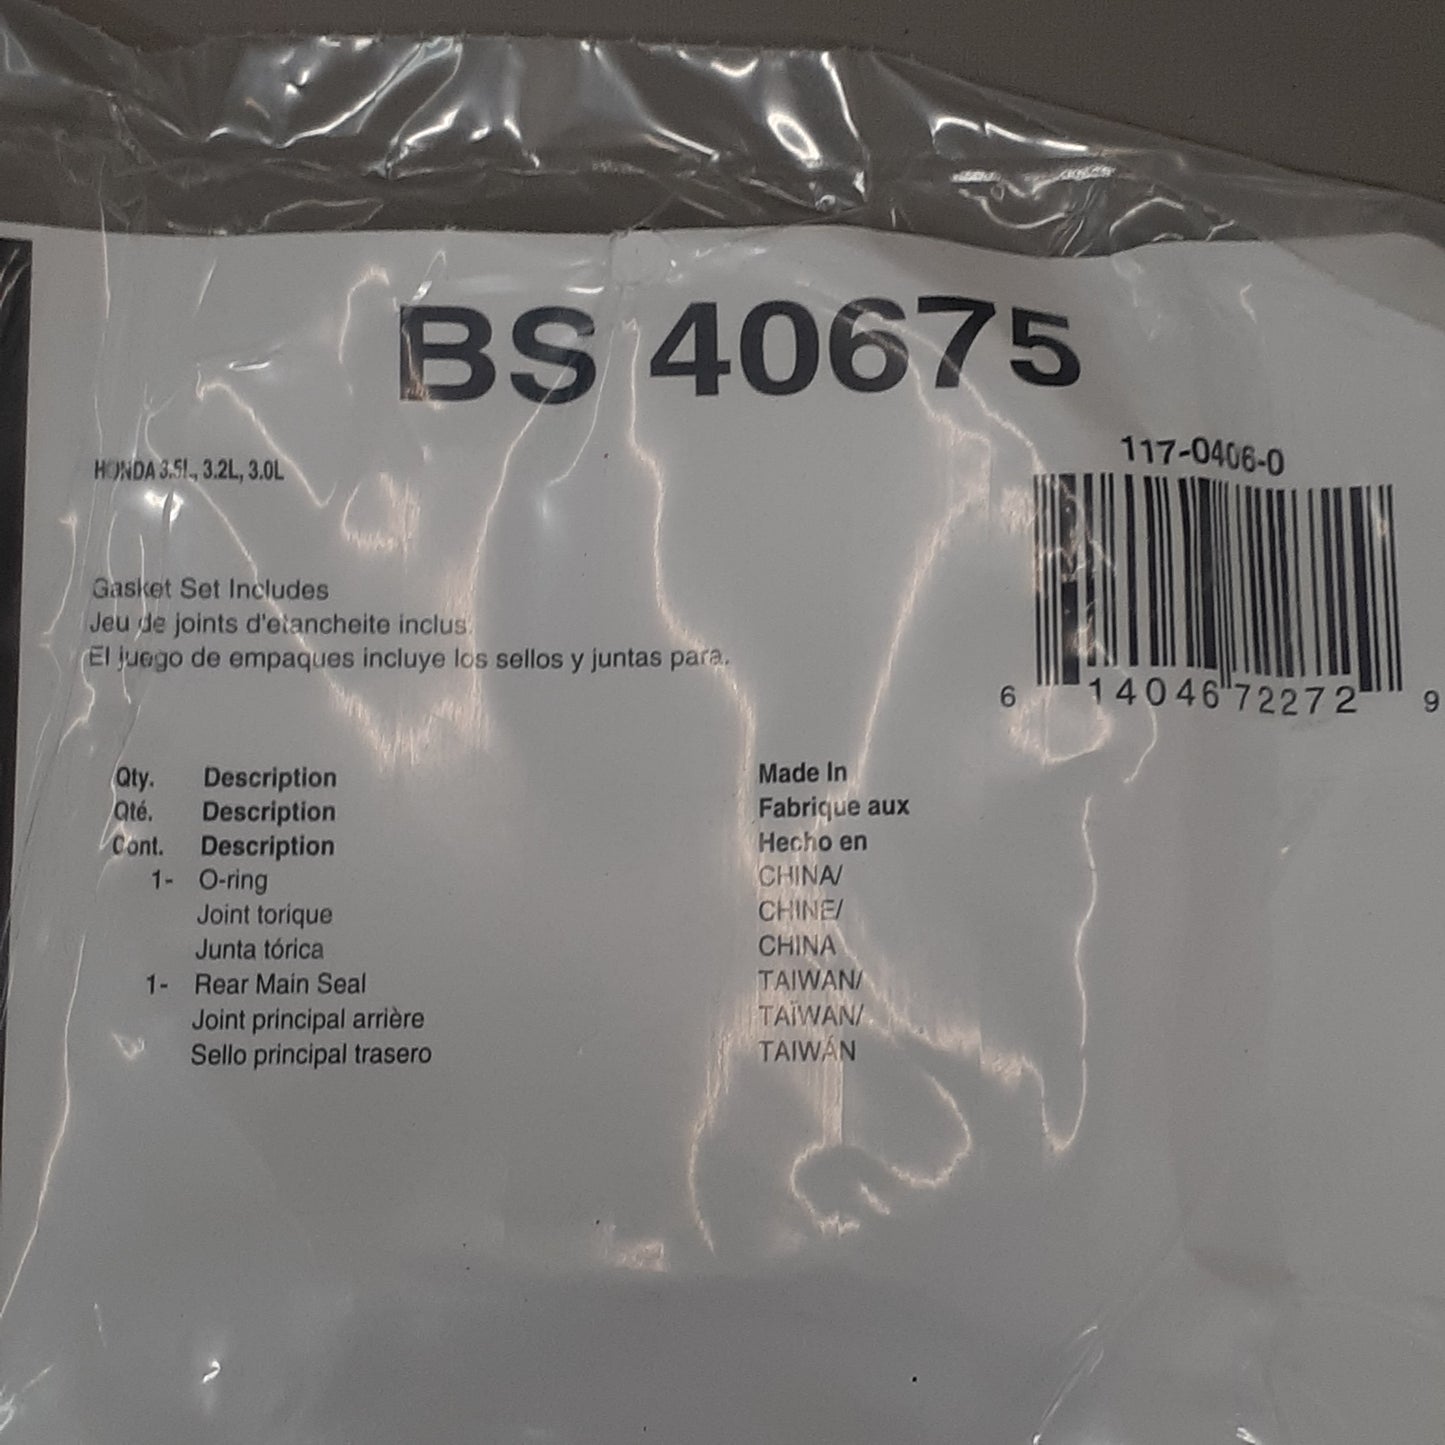 BS 40675
117-0406-0
HONDA 3.5L, 3.2L, 3.0L
6 14046 72272 9
Gasket Set Includes
Jeu de joints d'etancheite inclus.
El juego de empaques incluye los sellos y juntas para.
Qty. Description Made In
Qté. Description Fabrique aux
Cont. Description Hecho en
1- O-ring CHINA/
Joint torique CHINE/
Junta tórica CHINA
1- Rear Main Seal TAIWAN/
Joint principal arrière TAÏWAN/
Sello principal trasero TAIWÁN